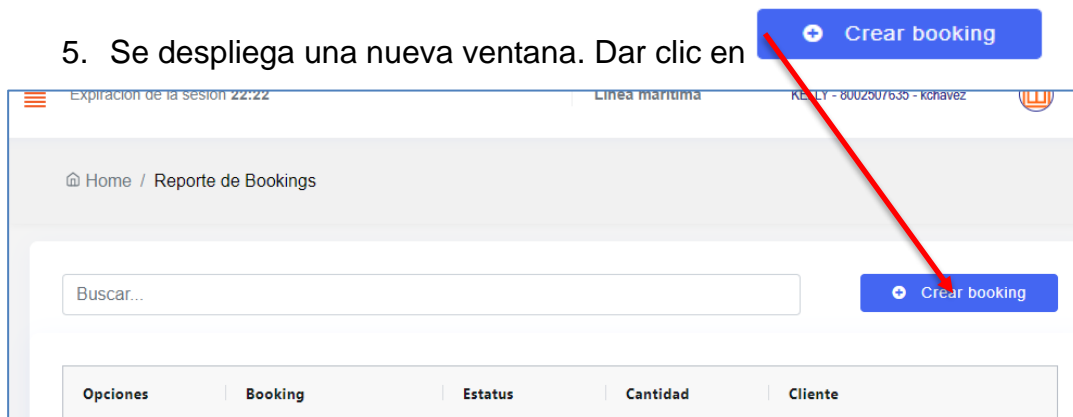 5. Se despliega una nueva ventana. Dar clic en Crear booking
Expiración de la sesión 22:22 Línea marítima KELLY - 8002507635 - kchavez
Home / Reporte de Bookings
Buscar... Crear booking
Opciones Booking Estatus Cantidad Cliente